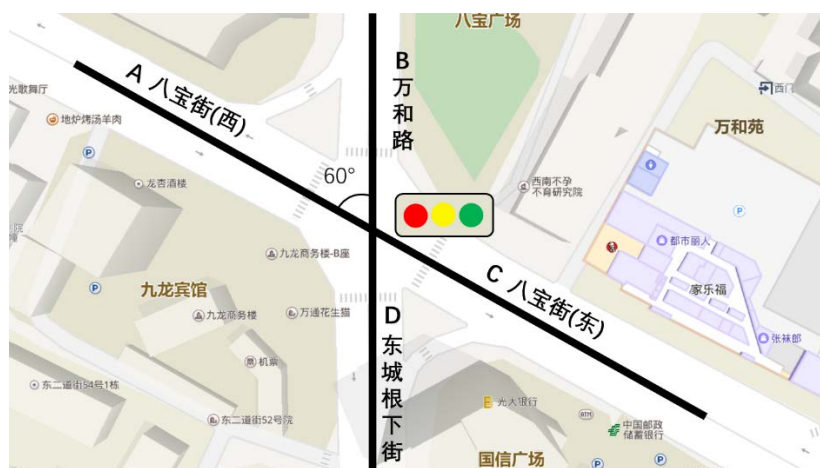 八宝广场
B 万和路
A 八宝街(西)
光歌舞厅
地炉烤汤羊肉
P
西门
万和苑
60°
龙杏酒楼
西南不孕
不育研究院
P
都市丽人
九龙商务楼-B座
C 八宝街(东)
家乐福
P
九龙宾馆
九龙商务楼
万通花生猫
D 东城根下街
张秣郎
机票
东二道街54号1栋
东二道街52号院
光大银行
ATM
中国邮政
储蓄银行
国信广场
P
P